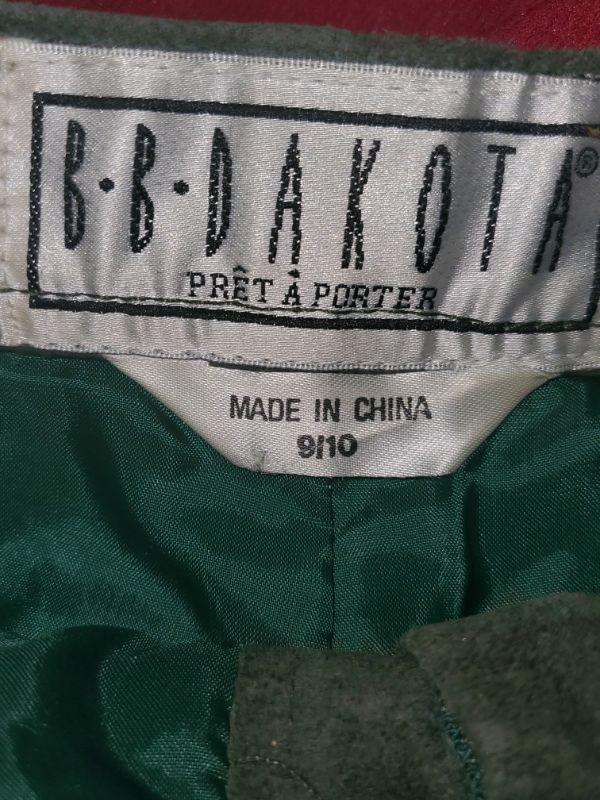 B·B·DAKOTA®
PRÊT À PORTER
MADE IN CHINA
9/10